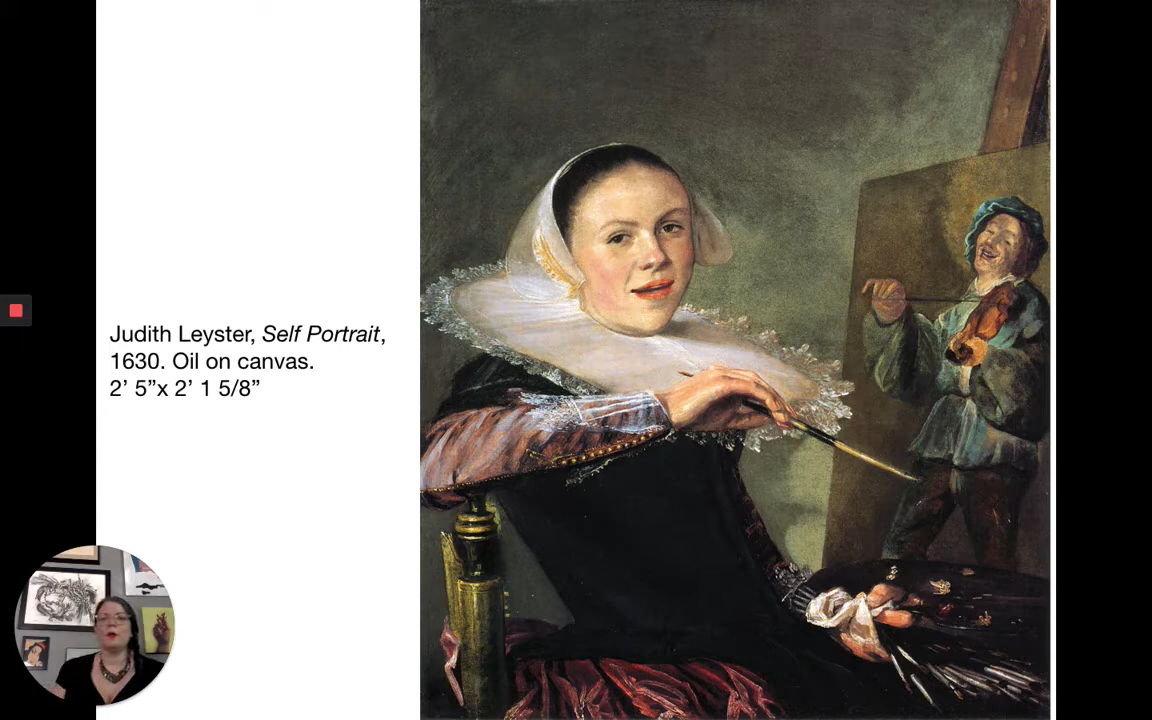 Judith Leyster, Self Portrait,
1630. Oil on canvas.
2’ 5”x 2’ 1 5/8”